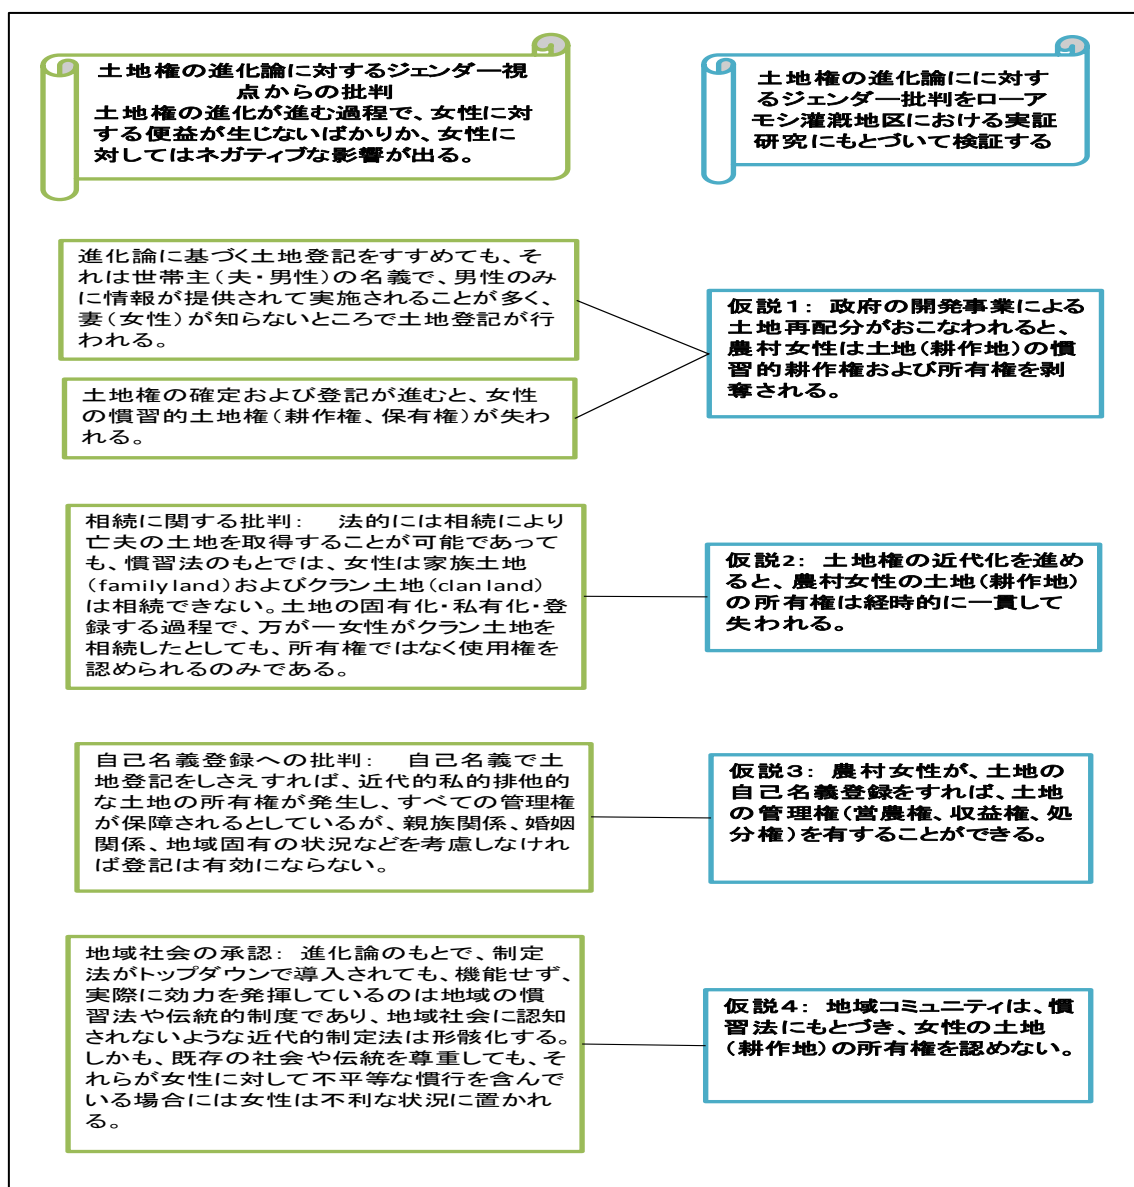 土地権の進化論に対するジェンダー視
点からの批判
土地権の進化が進む過程で、女性に対
する便益が生じないばかりか、女性に
対してはネガティブな影響が出る。
土地権の進化論にに対す
るジェンダー批判をローア
モシ灌漑地区における実証
研究にもとづいて検証する
進化論に基づく土地登記をすすめても、そ
れは世帯主(夫・男性)の名義で、男性のみ
に情報が提供されて実施されることが多く、
妻(女性)が知らないところで土地登記が行
われる。
土地権の確定および登記が進むと、女性
の慣習的土地権(耕作権、保有権)が失わ
れる。
仮説1: 政府の開発事業による
土地再配分がおこなわれると、
農村女性は土地(耕作地)の慣
習的耕作権および所有権を剥
奪される。
相続に関する批判: 法的には相続により
亡夫の土地を取得することが可能であって
も、慣習法のもとでは、女性は家族土地
(family land)およびクラン土地(clan land)
は相続できない。土地の固有化・私有化・登
録する過程で、万が一女性がクラン土地を
相続したとしても、所有権ではなく使用権を
認められるのみである。
仮説2: 土地権の近代化を進め
ると、農村女性の土地(耕作地)
の所有権は経時的に一貫して
失われる。
自己名義登録への批判: 自己名義で土
地登記をしさえすれば、近代的私的排他的
な土地の所有権が発生し、すべての管理権
が保障されるとしているが、親族関係、婚姻
関係、地域固有の状況などを考慮しなけれ
ば登記は有効にならない。
仮説3: 農村女性が、土地の
自己名義登録をすれば、土地
の管理権(営農権、収益権、処
分権)を有することができる。
地域社会の承認: 進化論のもとで、制定
法がトップダウンで導入されても、機能せず、
実際に効力を発揮しているのは地域の慣
習法や伝統的制度であり、地域社会に認知
されないような近代的制定法は形骸化する。
しかも、既存の社会や伝統を尊重しても、そ
れらが女性に対して不平等な慣行を含んで
いる場合には女性は不利な状況に置かれ
る。
仮説4: 地域コミュニティは、慣
習法にもとづき、女性の土地
(耕作地)の所有権を認めない。